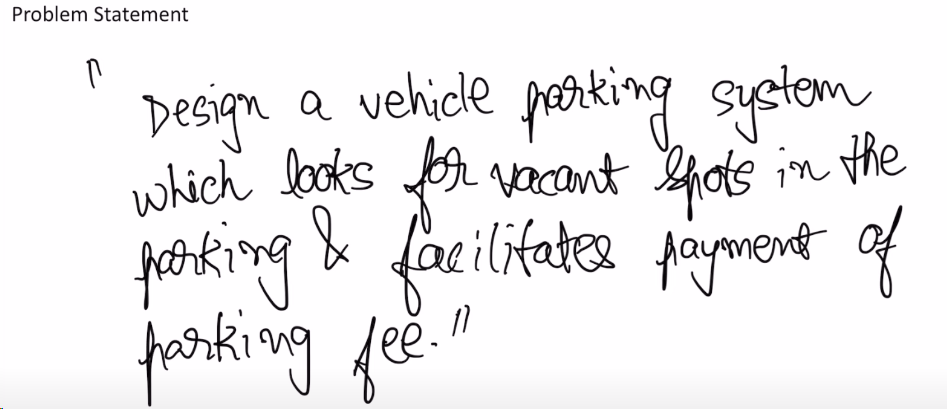 Problem Statement
" Design a vehicle parking system
which looks for vacant spots in the
parking & facilitates payment of
parking fee."